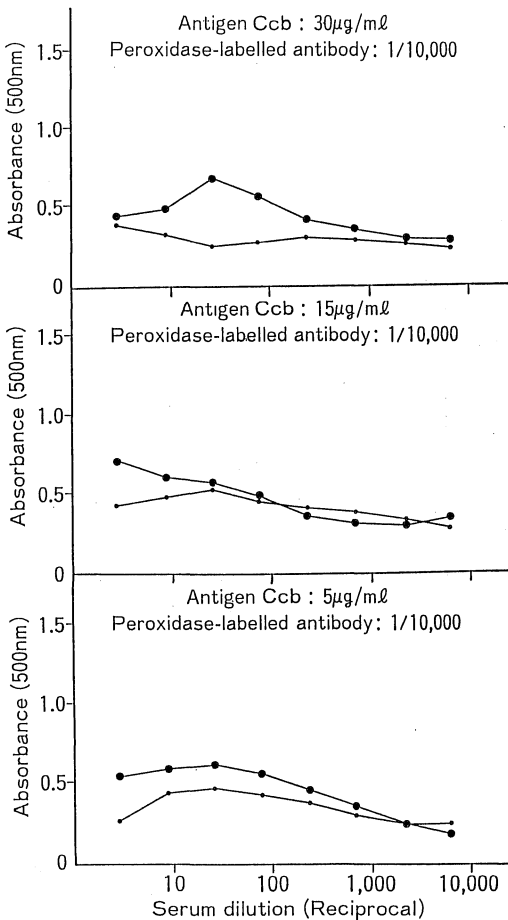 Antigen Ccb : 30μg/mℓ
Peroxidase-labelled antibody: 1/10,000
Absorbance (500nm)
1.5
1.0
0.5
0
Antigen Ccb : 15μg/mℓ
Peroxidase-labelled antibody: 1/10,000
Absorbance (500nm)
1.5
1.0
0.5
0
Antigen Ccb : 5μg/mℓ
Peroxidase-labelled antibody: 1/10,000
Absorbance (500nm)
1.5
1.0
0.5
0
10 100 1,000 10,000
Serum dilution (Reciprocal)